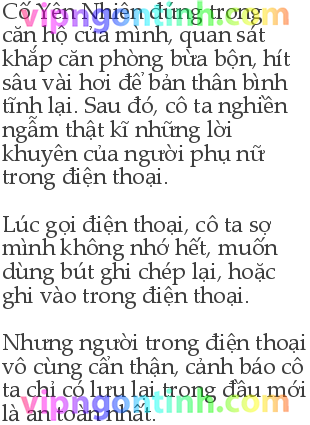 Cố Yên Nhiên đứng trong
căn hộ của mình, quan sát
khắp căn phòng bừa bộn, hít
sâu vài hơi để bản thân bình
tĩnh lại. Sau đó, cô ta nghiền
ngẫm thật kĩ những lời
khuyên của người phụ nữ
trong điện thoại.
Lúc gọi điện thoại, cô ta sợ
mình không nhớ hết, muốn
dùng bút ghi chép lại, hoặc
ghi vào trong điện thoại.
Nhưng người trong điện thoại
vô cùng cẩn thận, cảnh báo cô
ta chỉ có lưu lại trong đầu mới
là an toàn nhất.
vipngontinh.com
vipngontinh.com